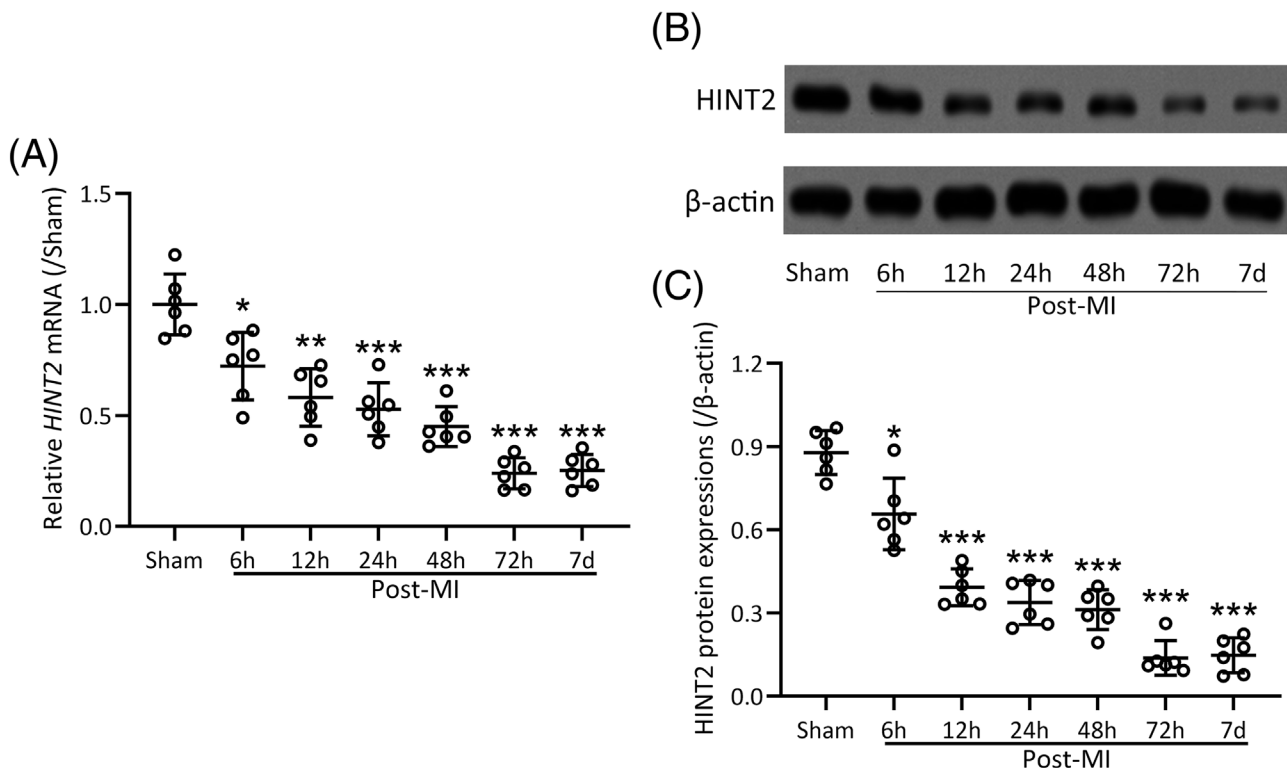 (A)
Relative HINT2 mRNA (/Sham)
1.5
1.0
0.5
0.0
*
**
***
***
***
***
Sham 6h 12h 24h 48h 72h 7d
Post-MI
(B)
HINT2
β-actin
Sham 6h 12h 24h 48h 72h 7d
Post-MI
(C)
HINT2 protein expressions (/β-actin)
1.2
0.9
0.6
0.3
0.0
*
***
***
***
***
***
Sham 6h 12h 24h 48h 72h 7d
Post-MI